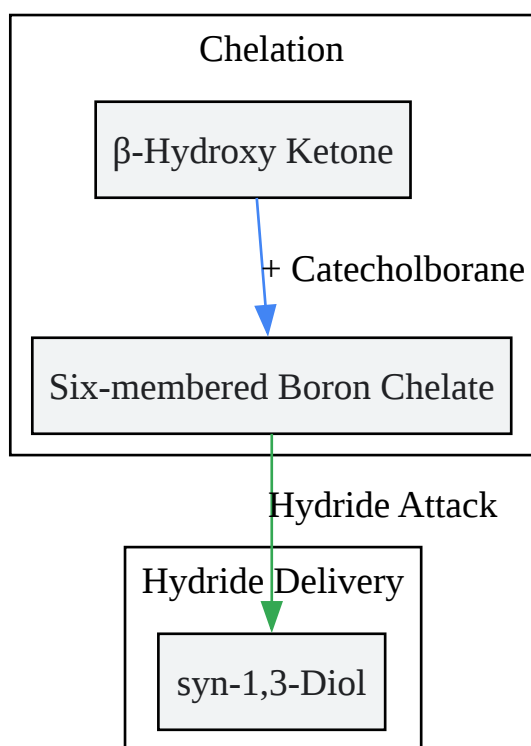 Chelation
β-Hydroxy Ketone
+ Catecholborane
Six-membered Boron Chelate
Hydride Attack
Hydride Delivery
syn-1,3-Diol